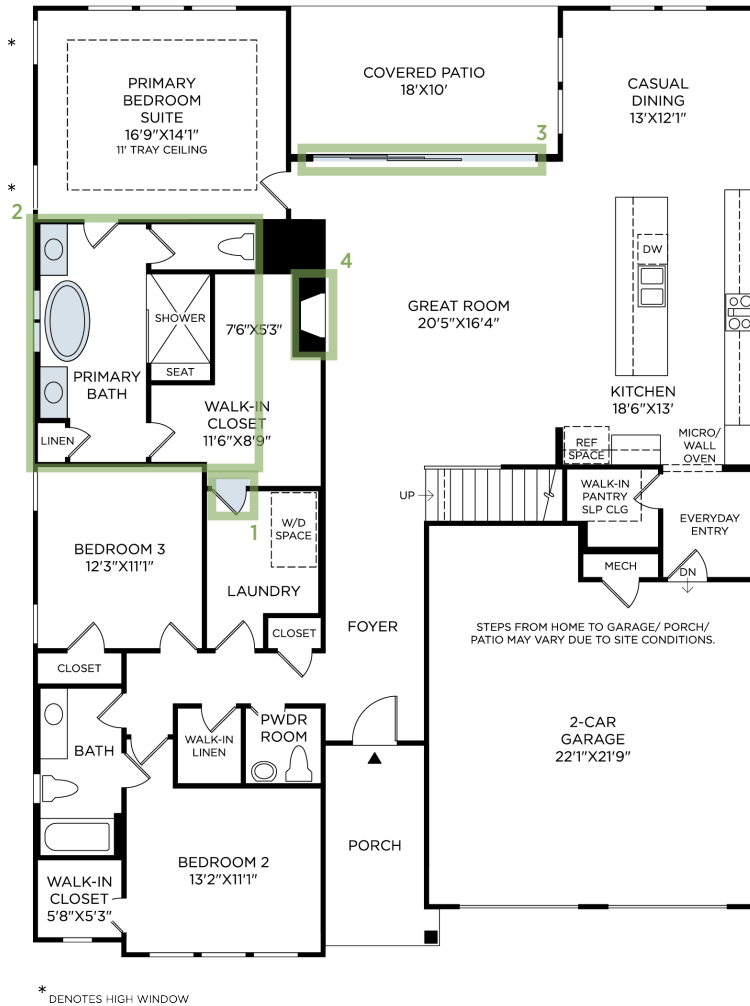 *
PRIMARY
BEDROOM
SUITE
16'9"X14'1"
11' TRAY CEILING
COVERED PATIO
18'X10'
CASUAL
DINING
13'X12'1"
3
*
2
4
DW
SHOWER
7'6"X5'3"
GREAT ROOM
20'5"X16'4"
SEAT
PRIMARY
BATH
KITCHEN
18'6"X13'
WALK-IN
CLOSET
11'6"X8'9"
LINEN
REF
SPACE
MICRO/
WALL
OVEN
UP
WALK-IN
PANTRY
SLP CLG
1
W/D
SPACE
EVERYDAY
ENTRY
BEDROOM 3
12'3"X11'1"
MECH
DN
LAUNDRY
CLOSET
FOYER
STEPS FROM HOME TO GARAGE/ PORCH/
PATIO MAY VARY DUE TO SITE CONDITIONS.
CLOSET
BATH
WALK-IN
LINEN
PWDR
ROOM
2-CAR
GARAGE
22'1"X21'9"
PORCH
BEDROOM 2
13'2"X11'1"
WALK-IN
CLOSET
5'8"X5'3"
* DENOTES HIGH WINDOW